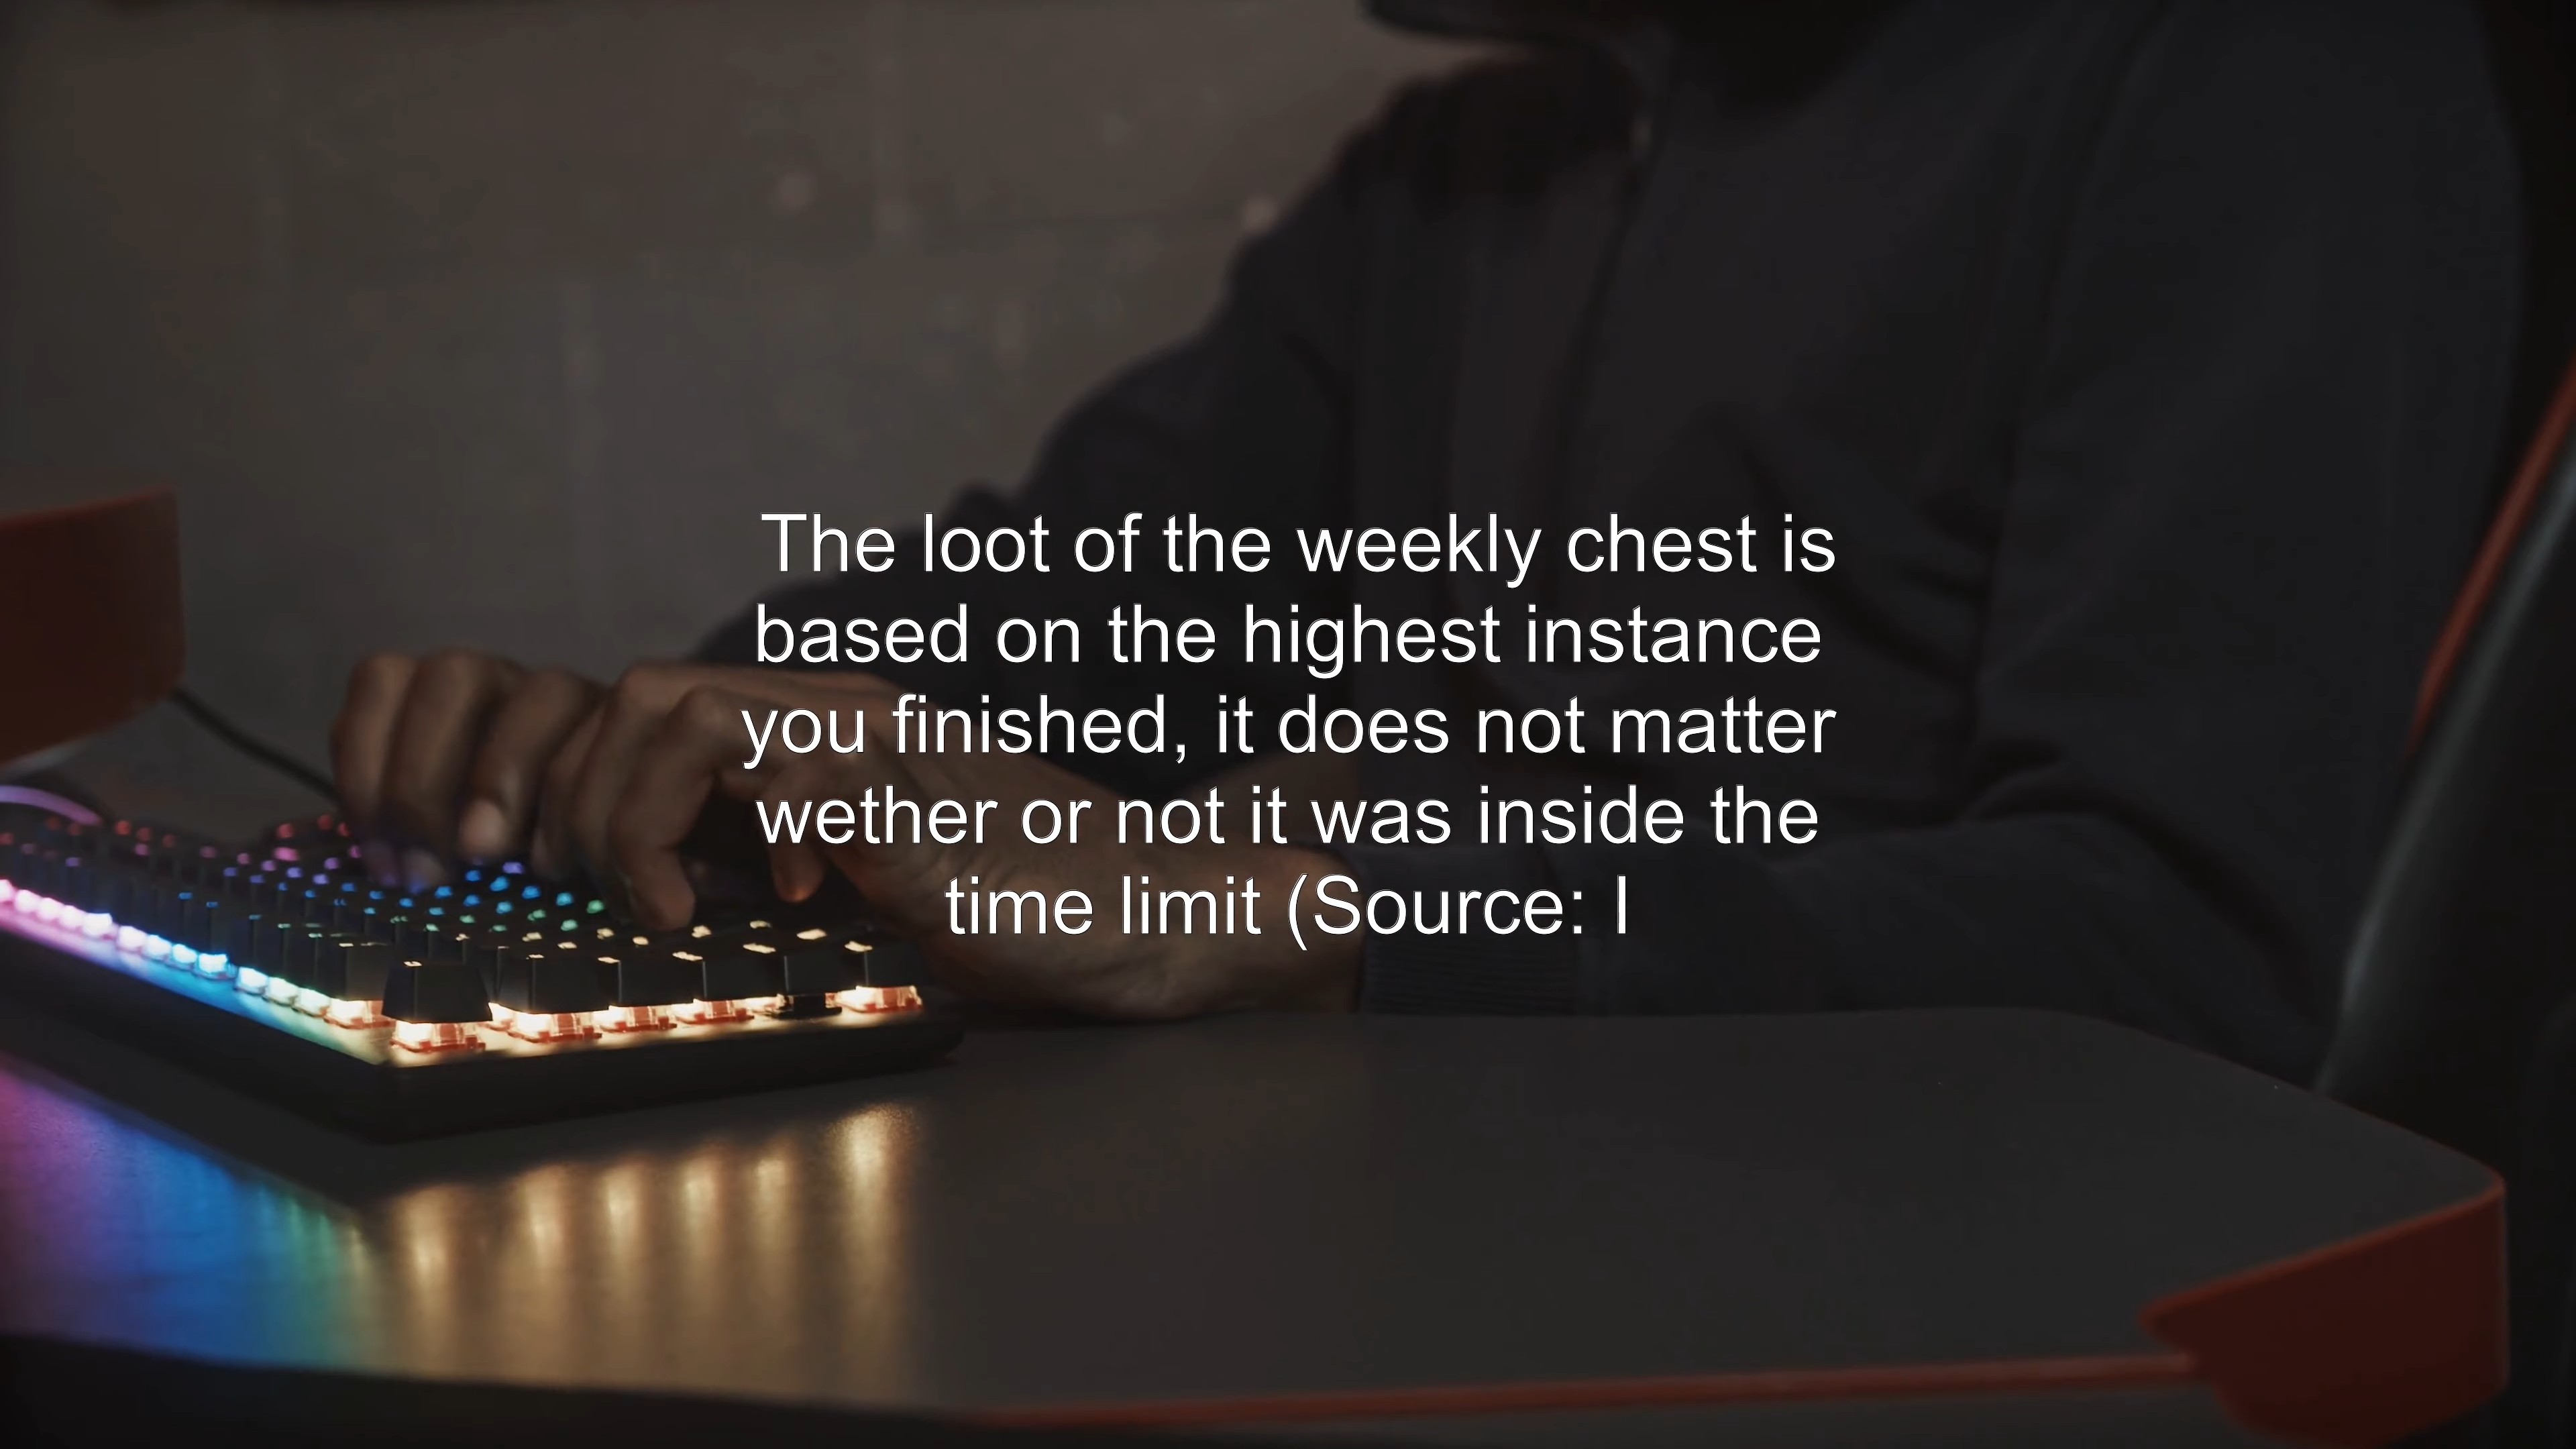 The loot of the weekly chest is
based on the highest instance
you finished, it does not matter
wether or not it was inside the
time limit (Source: I